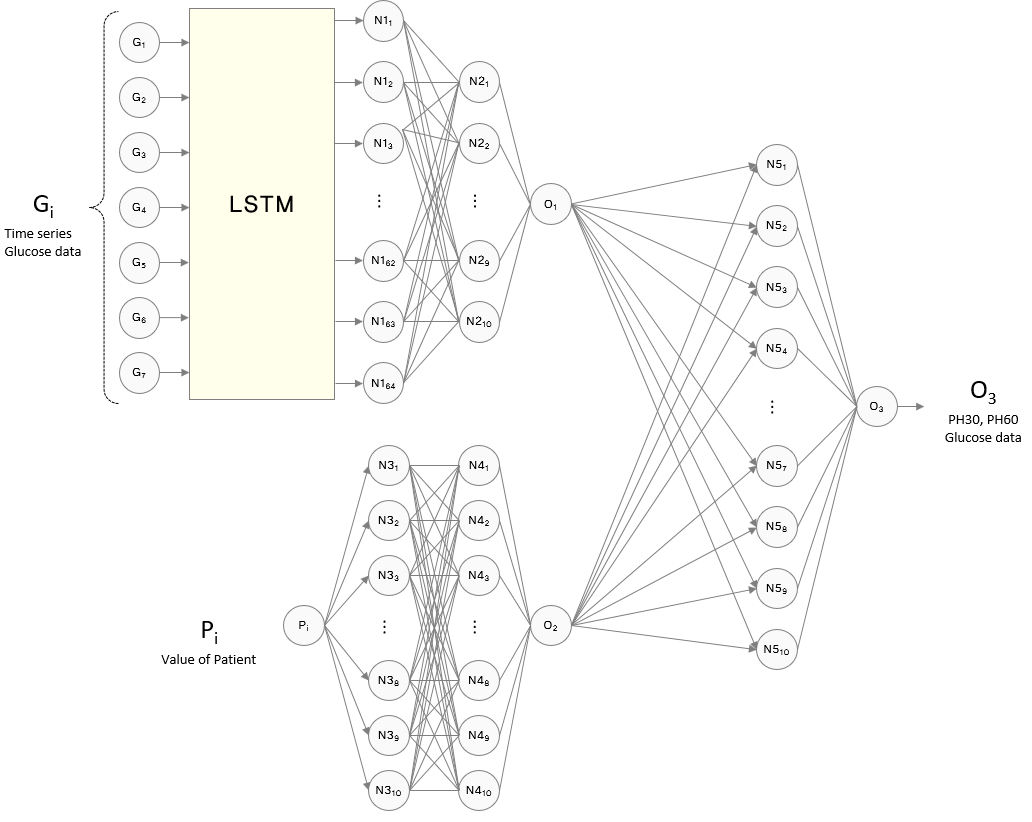 G₁
G₂
G₃
G₄
G₅
G₆
G₇
Gᵢ
Time series
Glucose data
LSTM
N1₁
N1₂
N1₃
⋮
N1₆₂
N1₆₃
N1₆₄
N2₁
N2₂
⋮
N2₉
N2₁₀
O₁
Pᵢ
Value of Patient
Pᵢ
N3₁
N3₂
N3₃
⋮
N3₈
N3₉
N3₁₀
N4₁
N4₂
N4₃
⋮
N4₈
N4₉
N4₁₀
O₂
N5₁
N5₂
N5₃
N5₄
⋮
N5₇
N5₈
N5₉
N5₁₀
O₃
O₃
PH30, PH60
Glucose data